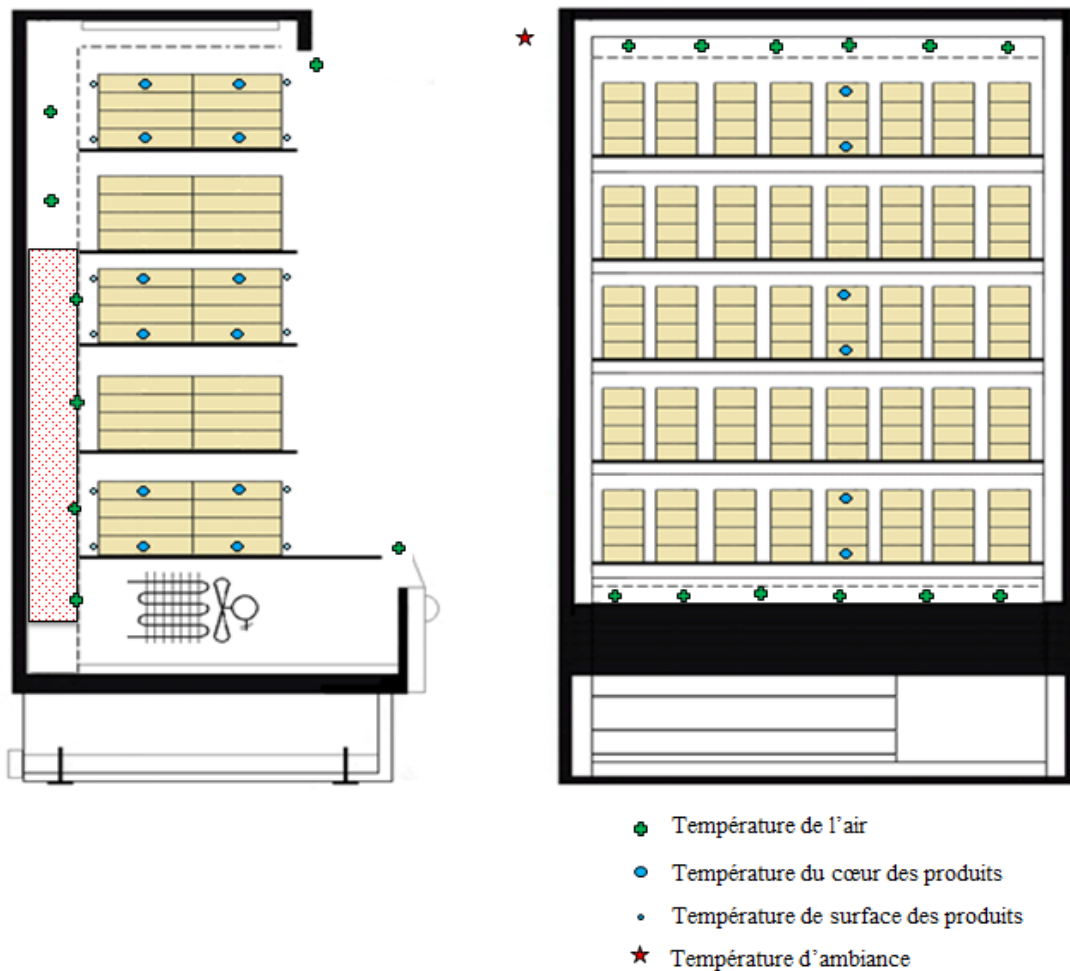 Température de l’air
Température du cœur des produits
Température de surface des produits
Température d’ambiance